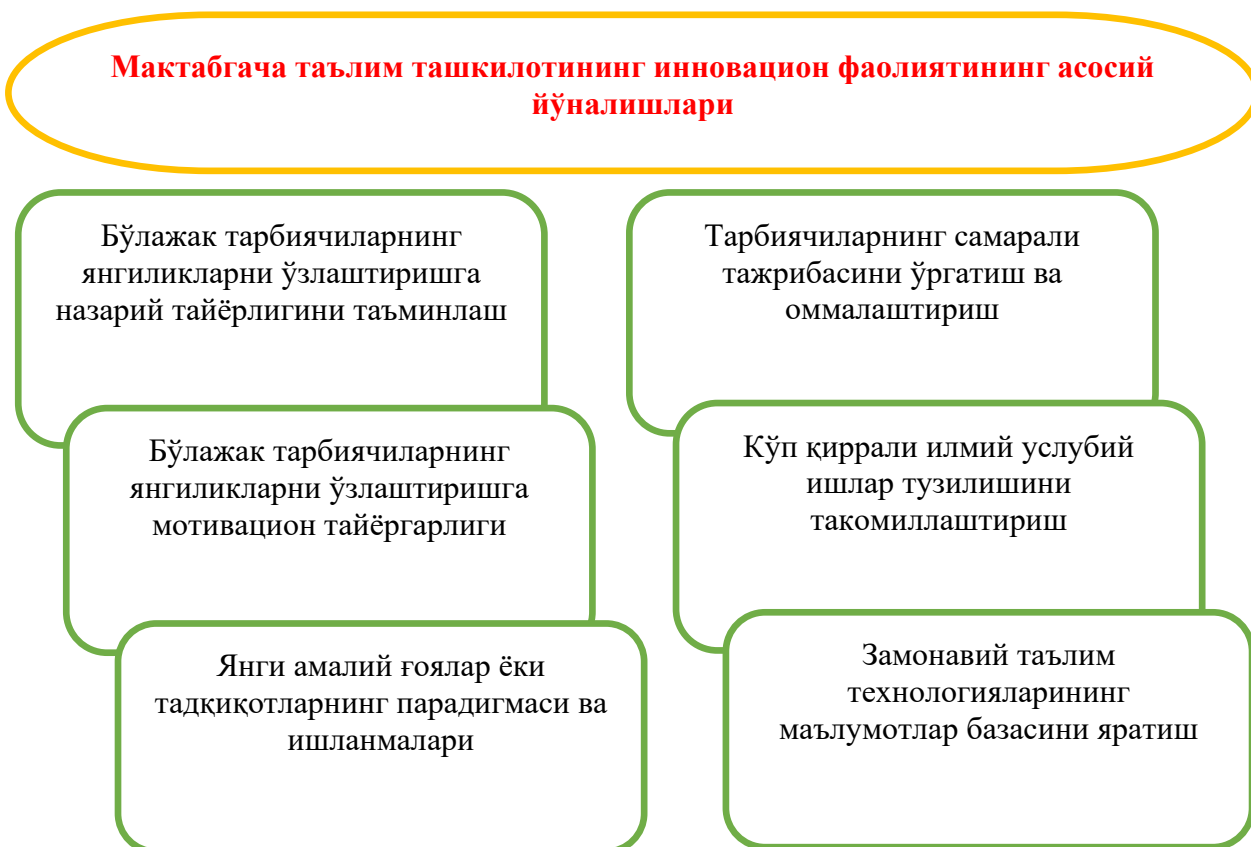 Мактабгача таълим ташкилотининг инновацион фаолиятининг асосий
йўналишлари
Бўлажак тарбиячиларнинг
янгиликларни ўзлаштиришга
назарий тайёрлигини таъминлаш
Бўлажак тарбиячиларнинг
янгиликларни ўзлаштиришга
мотивацион тайёргарлиги
Янги амалий ғоялар ёки
тадқиқотларнинг парадигмаси ва
ишланмалари
Тарбиячиларнинг самарали
тажрибасини ўргатиш ва
оммалаштириш
Кўп қиррали илмий услубий
ишлар тузилишини
такомиллаштириш
Замонавий таълим
технологияларининг
маълумотлар базасини яратиш